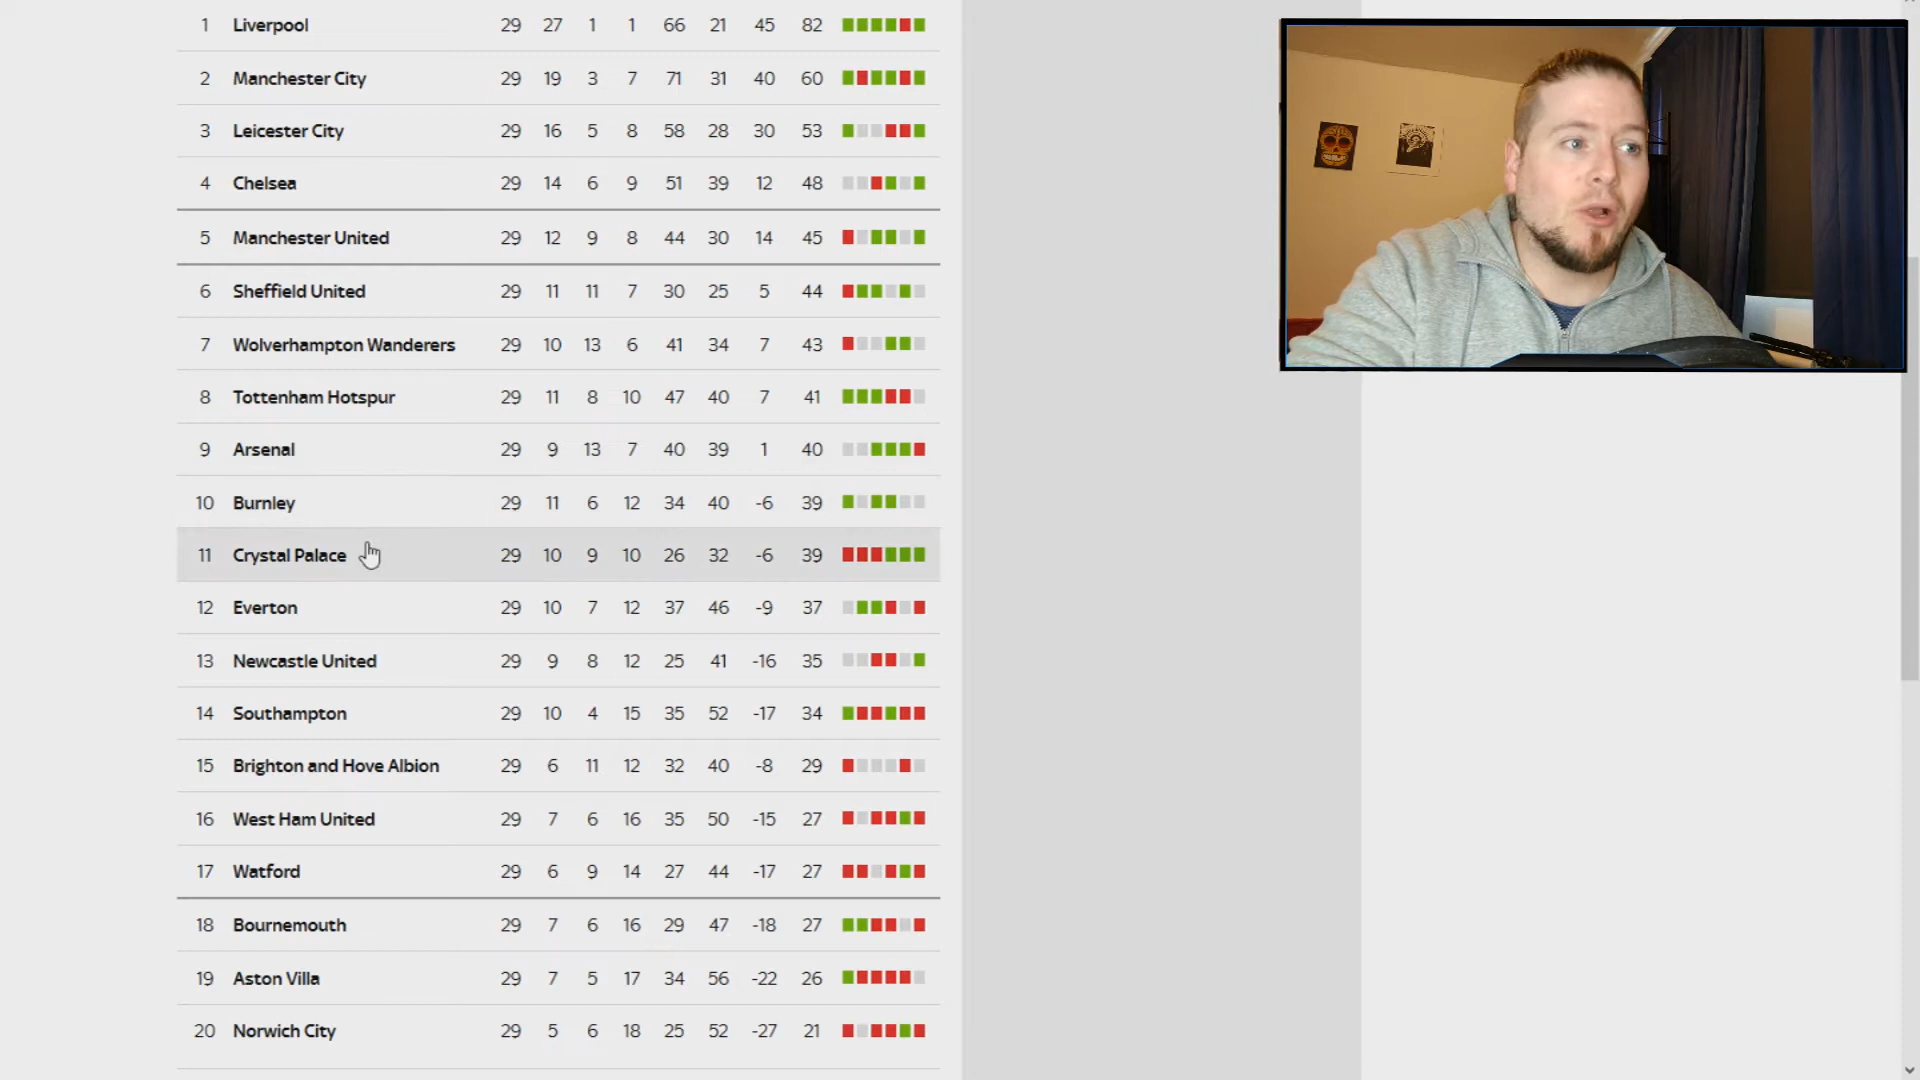 1 Liverpool 29 27 1 1 66 21 45 82
2 Manchester City 29 19 3 7 71 31 40 60
3 Leicester City 29 16 5 8 58 28 30 53
4 Chelsea 29 14 6 9 51 39 12 48
5 Manchester United 29 12 9 8 44 30 14 45
6 Sheffield United 29 11 11 7 30 25 5 44
7 Wolverhampton Wanderers 29 10 13 6 41 34 7 43
8 Tottenham Hotspur 29 11 8 10 47 40 7 41
9 Arsenal 29 9 13 7 40 39 1 40
10 Burnley 29 11 6 12 34 40 -6 39
11 Crystal Palace 29 10 9 10 26 32 -6 39
12 Everton 29 10 7 12 37 46 -9 37
13 Newcastle United 29 9 8 12 25 41 -16 35
14 Southampton 29 10 4 15 35 52 -17 34
15 Brighton and Hove Albion 29 6 11 12 32 40 -8 29
16 West Ham United 29 7 6 16 35 50 -15 27
17 Watford 29 6 9 14 27 44 -17 27
18 Bournemouth 29 7 6 16 29 47 -18 27
19 Aston Villa 29 7 5 17 34 56 -22 26
20 Norwich City 29 5 6 18 25 52 -27 21